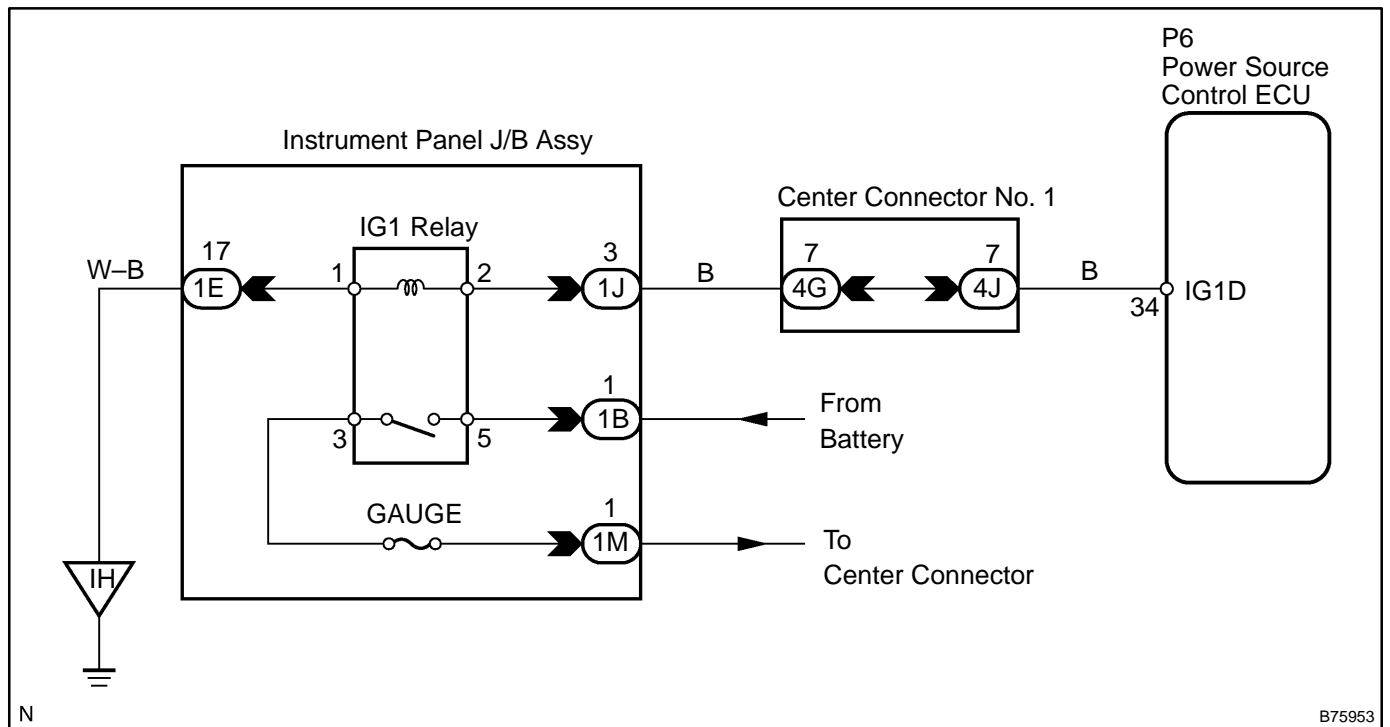 P6
Power Source
Control ECU
Instrument Panel J/B Assy
Center Connector No. 1
IG1 Relay
17
3
7
7
W–B
1E
1
2
1J
B
4G
4J
B
34
IG1D
1
3
5
1B
From
Battery
GAUGE
1
1M
To
Center Connector
IH
N
B75953